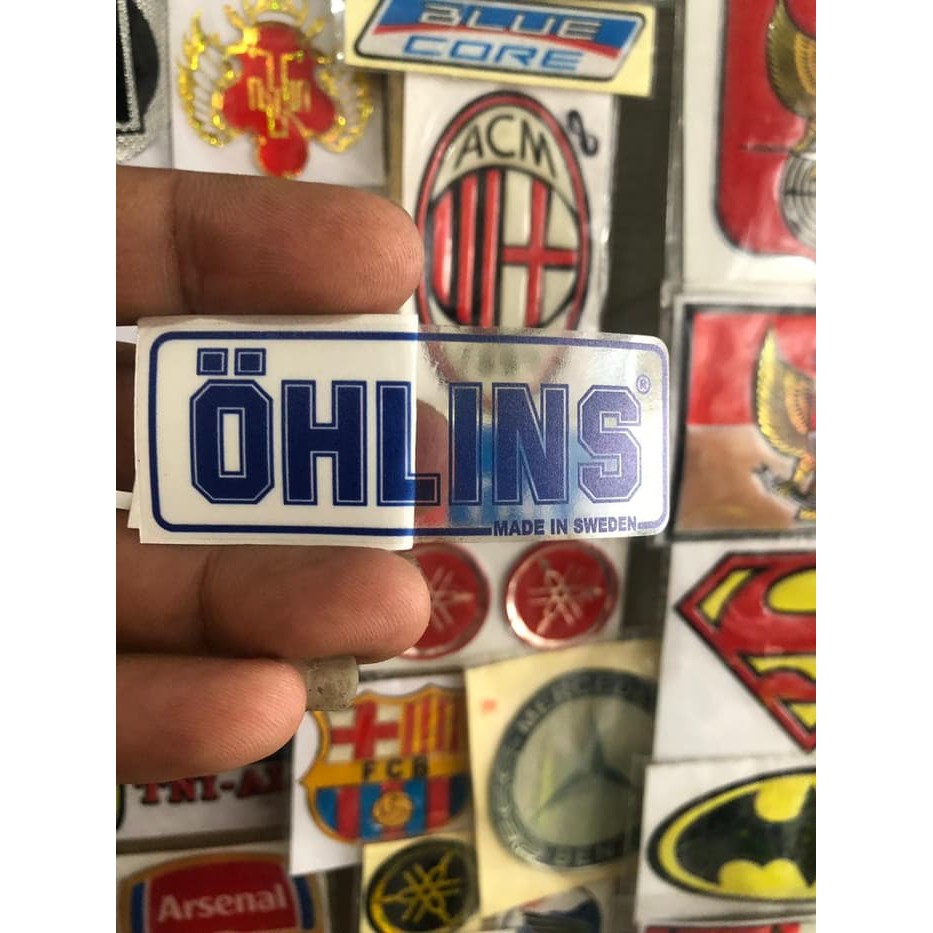 BLUE
CORE
ACM
ÖHLINS®
MADE IN SWEDEN
FCB
Arsenal